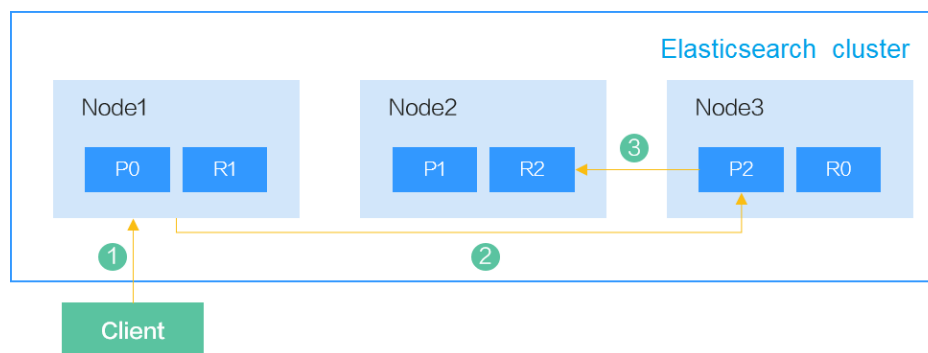 Elasticsearch cluster
Node1
Node2
Node3
P0
R1
P1
R2
3
P2
R0
1
2
Client